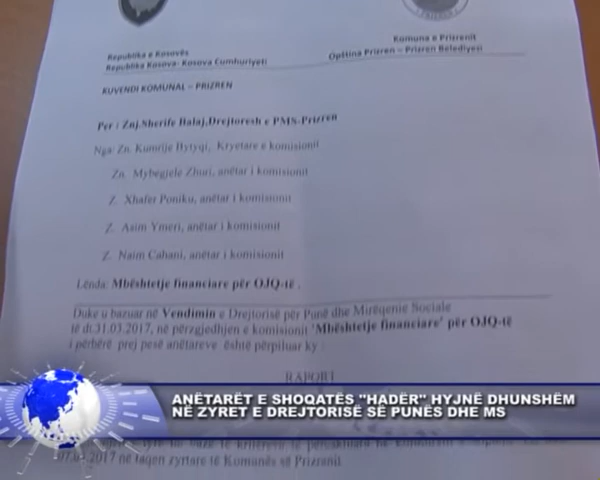 Republika e Kosovës
Republika Kosova- Kosova Cumhuriyeti
Komuna e Prizrenit
Opština Prizren – Prizren Belediyesi
KUVENDI KOMUNAL – PRIZREN
Për : Znj.Sherife Balaj,Drejtoresh e PMS-Prizren
Nga: Zn. Kumrije Bytyqi, Kryetare e komisionit
Zn. Mybegjele Zhuri, anëtar i komisionit
Z. Xhafer Poniku, anëtar i komisionit
Z. Asim Ymeri, anëtar i komisionit
Z. Naim Cahani, anëtar i komisionit
Lënda: Mbështetje financiare për OJQ-të .
Duke u bazuar në Vendimin e Drejtorisë për Punë dhe Mirëqenie Sociale
të dt.31.03.2017, në përzgjedhjen e komisionit 'Mbështetje financiare' për OJQ-të
i përbërë prej pesë anëtareve është përpiluar ky :
RAPORT
ANËTARËT E SHOQATËS "HADËR" HYJNË DHUNSHËM
NË ZYRET E DREJTORISË SË PUNËS DHE MS
07.04.2017 në faqen zyrtare të Komunës së Prizrenit